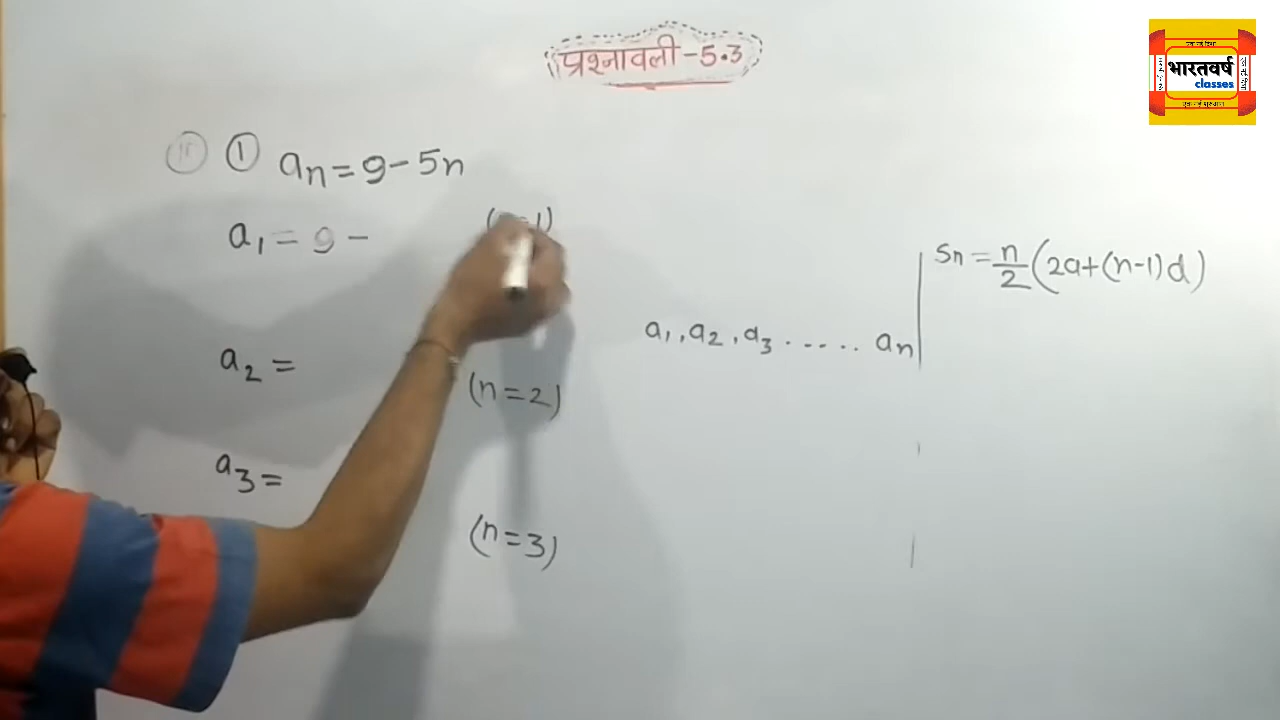 प्रश्नावली-5.3
भारतवर्ष
classes
① an = 9 - 5n
a1 = 9 -
a2 =
(n = 2)
a3 =
(n = 3)
a1, a2, a3 ..... an
Sn = n/2 (2a+(n-1)d)